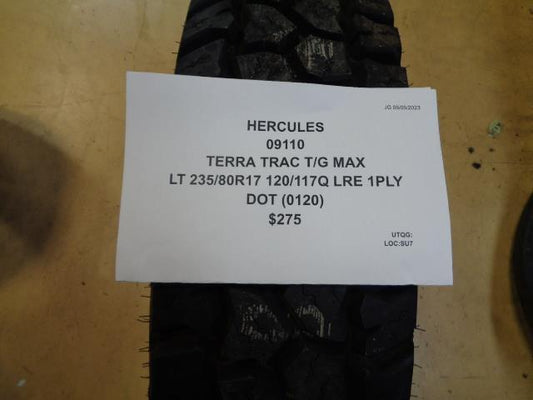 JG 05/05/2023
HERCULES
09110
TERRA TRAC T/G MAX
LT 235/80R17 120/117Q LRE 1PLY
DOT (0120)
$275
UTQG:
LOC:SU7